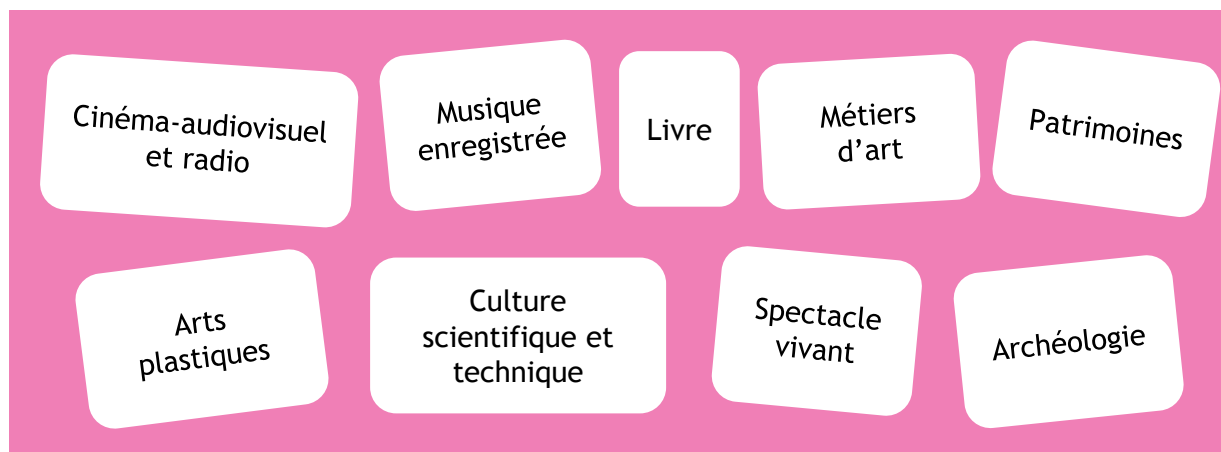 Cinéma-audiovisuel
et radio
Musique
enregistrée
Livre
Métiers
d’art
Patrimoines
Arts
plastiques
Culture
scientifique et
technique
Spectacle
vivant
Archéologie